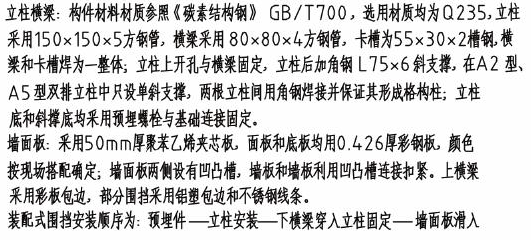 立柱横梁: 构件材料材质参照《碳素结构钢》 GB/T700, 选用材质均为Q235,立柱
采用150×150×5方钢管, 横梁采用80×80×4方钢管, 卡槽为55×30×2槽钢,横
梁和卡槽焊为一整体; 立柱上开孔与横梁固定, 立柱后加角钢L75×6斜支撑, 在A2型、
A5型双排立柱中只设单斜支撑, 两根立柱间用角钢焊接并保证其形成格构柱; 立柱
底和斜撑底均采用预埋螺栓与基础连接固定。
墙面板: 采用50mm厚聚苯乙烯夹芯板, 面板和底板均用0.426厚彩钢板, 颜色
按现场搭配确定; 墙面板两侧设有凹凸槽, 墙板和墙板利用凹凸槽连接扣紧。上横梁
采用彩板包边, 部分围挡采用铝塑包边和不锈钢线条。
装配式围挡安装顺序为: 预埋件—立柱安装—下横梁穿入立柱固定—墙面板滑入